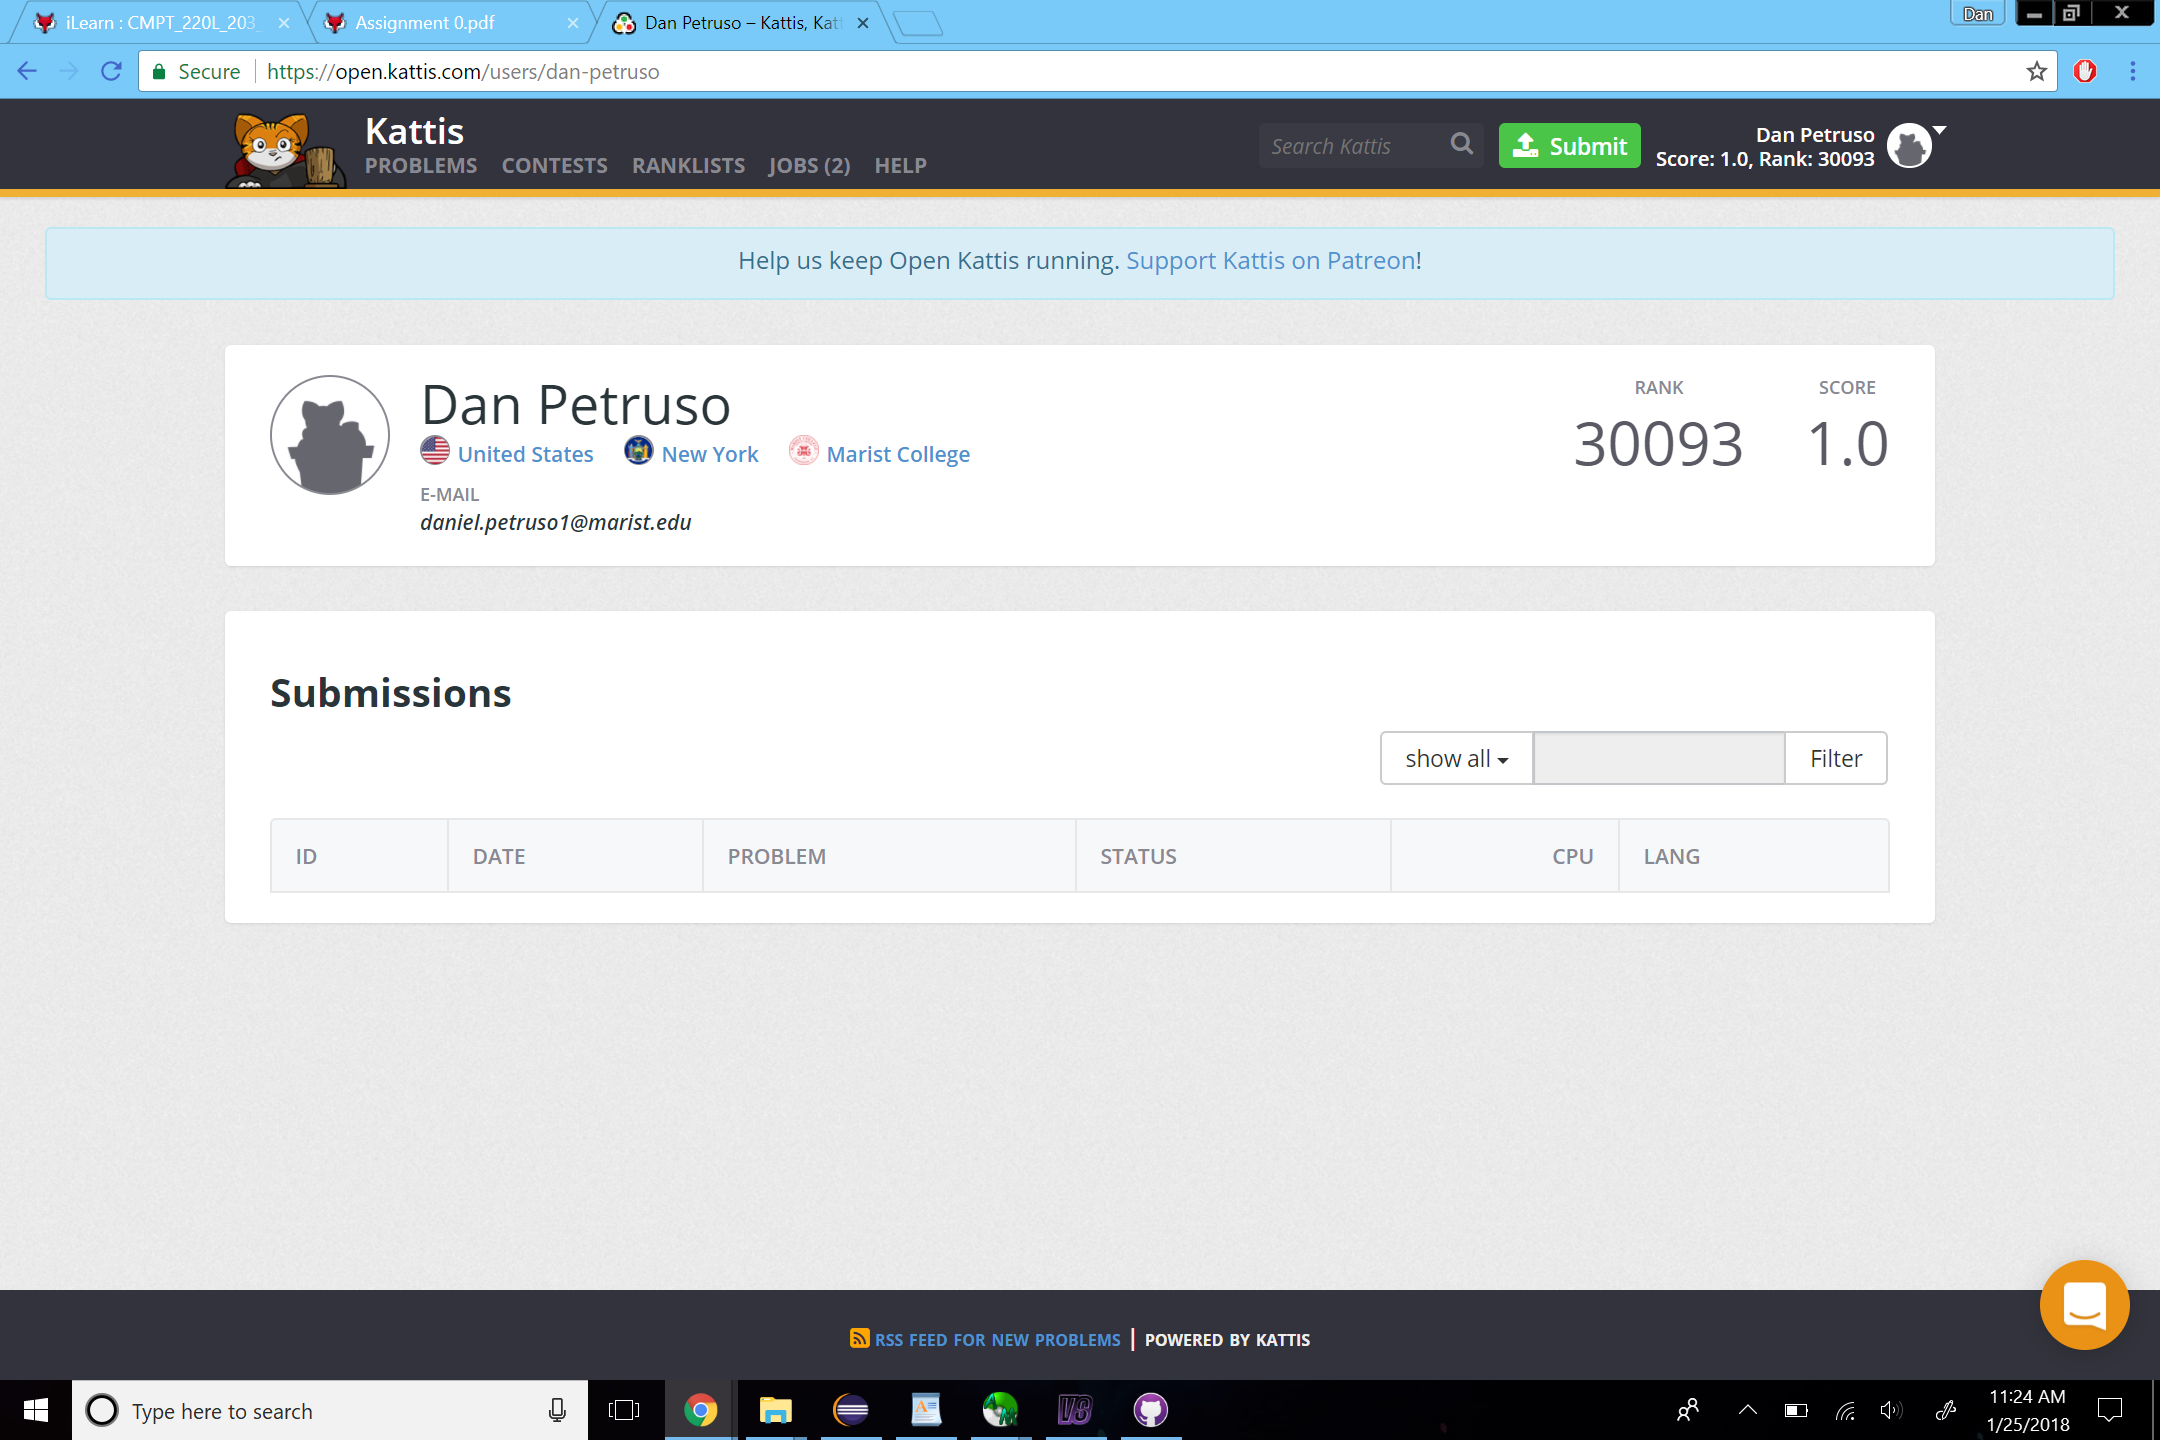 iLearn : CMPT_220L_203
Assignment 0.pdf
Dan Petruso – Kattis, Kat
Dan
Secure
https://open.kattis.com/users/dan-petruso
Kattis
PROBLEMS CONTESTS RANKLISTS JOBS (2) HELP
Search Kattis
Submit
Dan Petruso
Score: 1.0, Rank: 30093
Help us keep Open Kattis running. Support Kattis on Patreon!
Dan Petruso
United States New York Marist College
E-MAIL
daniel.petruso1@marist.edu
RANK
30093
SCORE
1.0
Submissions
show all
Filter
ID DATE PROBLEM STATUS CPU LANG
RSS FEED FOR NEW PROBLEMS | POWERED BY KATTIS
Type here to search
VS
11:24 AM
1/25/2018